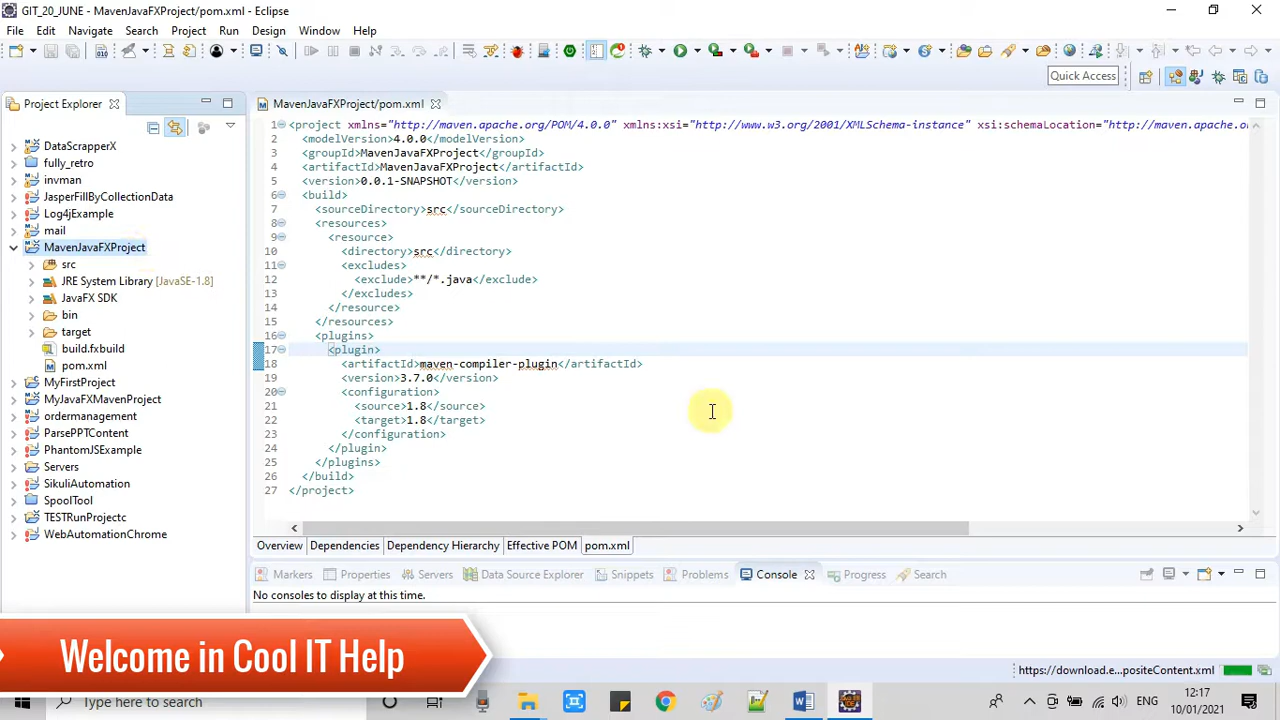 GIT_20_JUNE - MavenJavaFXProject/pom.xml - Eclipse
File Edit Navigate Search Project Run Design Window Help
Quick Access
Project Explorer
DataScrapperX
fully_retro
invman
JasperFillByCollectionData
Log4jExample
mail
MavenJavaFXProject
src
JRE System Library [JavaSE-1.8]
JavaFX SDK
bin
target
build.fxbuild
pom.xml
MyFirstProject
MyJavaFXMavenProject
ordermanagement
ParsePPTContent
PhantomJSExample
Servers
SikuliAutomation
SpoolTool
TESTRunProjectc
WebAutomationChrome
MavenJavaFXProject/pom.xml
1 <project xmlns="http://maven.apache.org/POM/4.0.0" xmlns:xsi="http://www.w3.org/2001/XMLSchema-instance" xsi:schemaLocation="http://maven.apache.o
2 <modelVersion>4.0.0</modelVersion>
3 <groupId>MavenJavaFXProject</groupId>
4 <artifactId>MavenJavaFXProject</artifactId>
5 <version>0.0.1-SNAPSHOT</version>
6 <build>
7 <sourceDirectory>src</sourceDirectory>
8 <resources>
9 <resource>
10 <directory>src</directory>
11 <excludes>
12 <exclude>**/*.java</exclude>
13 </excludes>
14 </resource>
15 </resources>
16 <plugins>
17 <plugin>
18 <artifactId>maven-compiler-plugin</artifactId>
19 <version>3.7.0</version>
20 <configuration>
21 <source>1.8</source>
22 <target>1.8</target>
23 </configuration>
24 </plugin>
25 </plugins>
26 </build>
27 </project>
Overview Dependencies Dependency Hierarchy Effective POM pom.xml
Markers Properties Servers Data Source Explorer Snippets Problems Console Progress Search
No consoles to display at this time.
Welcome in Cool IT Help
https://download.e...positeContent.xml
Type here to search
ENG
12:17
10/01/2021